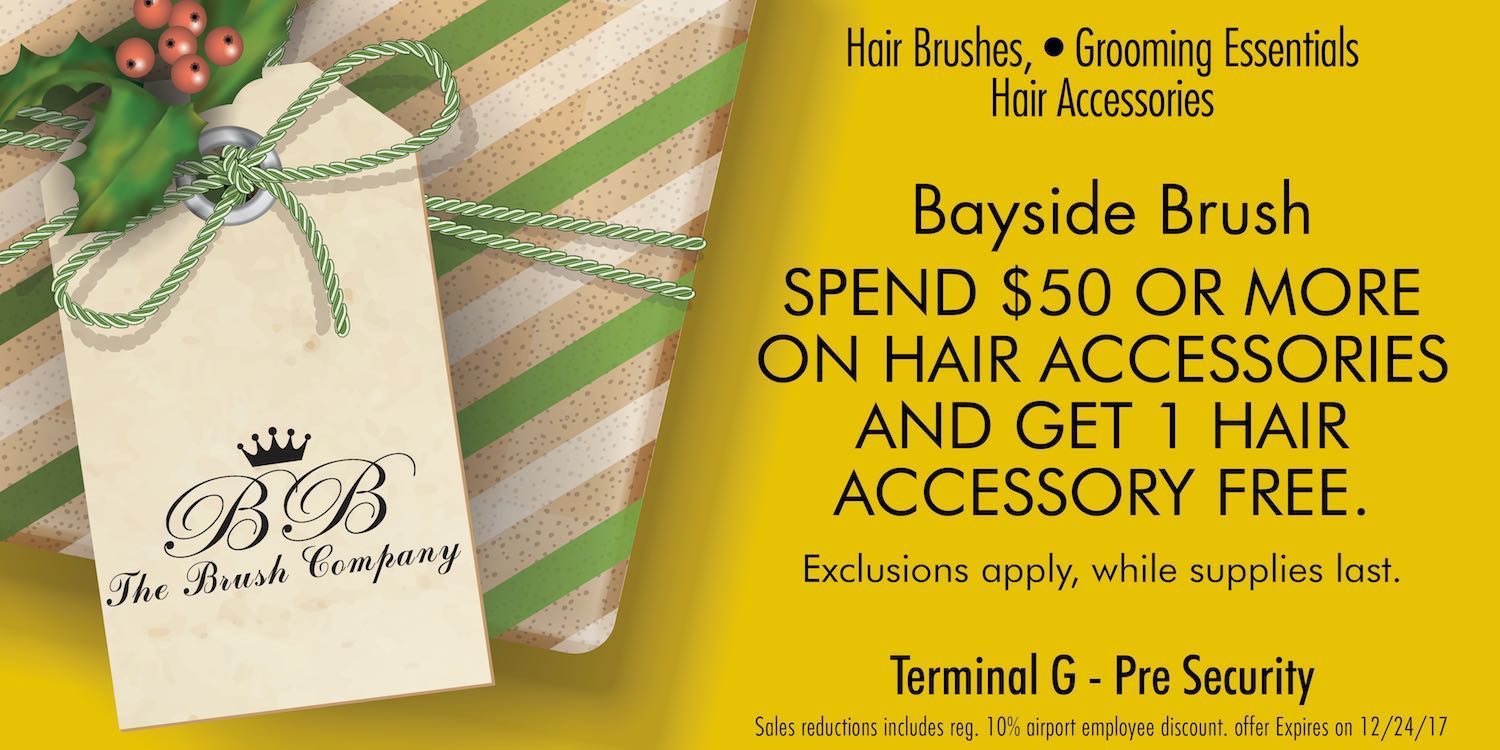 BB
The Brush Company
Hair Brushes, • Grooming Essentials
Hair Accessories
Bayside Brush
SPEND $50 OR MORE
ON HAIR ACCESSORIES
AND GET 1 HAIR
ACCESSORY FREE.
Exclusions apply, while supplies last.
Terminal G - Pre Security
Sales reductions includes reg. 10% airport employee discount. offer Expires on 12/24/17